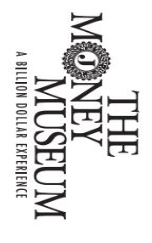 THE
MONEY
MUSEUM
A BILLION DOLLAR EXPERIENCE